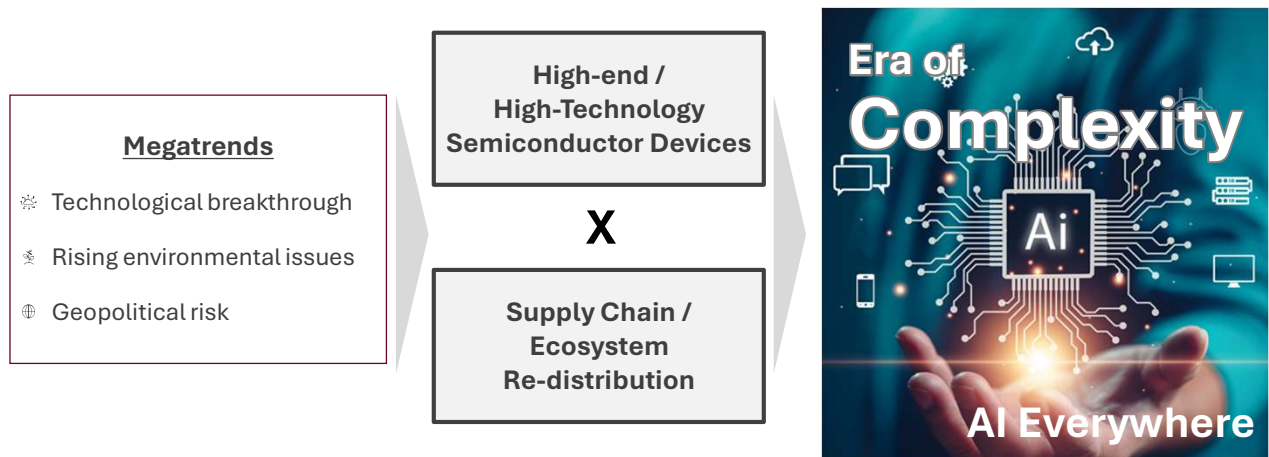 Megatrends
Technological breakthrough
Rising environmental issues
Geopolitical risk
High-end /
High-Technology
Semiconductor Devices
X
Supply Chain /
Ecosystem
Re-distribution
Era of
Complexity
Ai
AI Everywhere